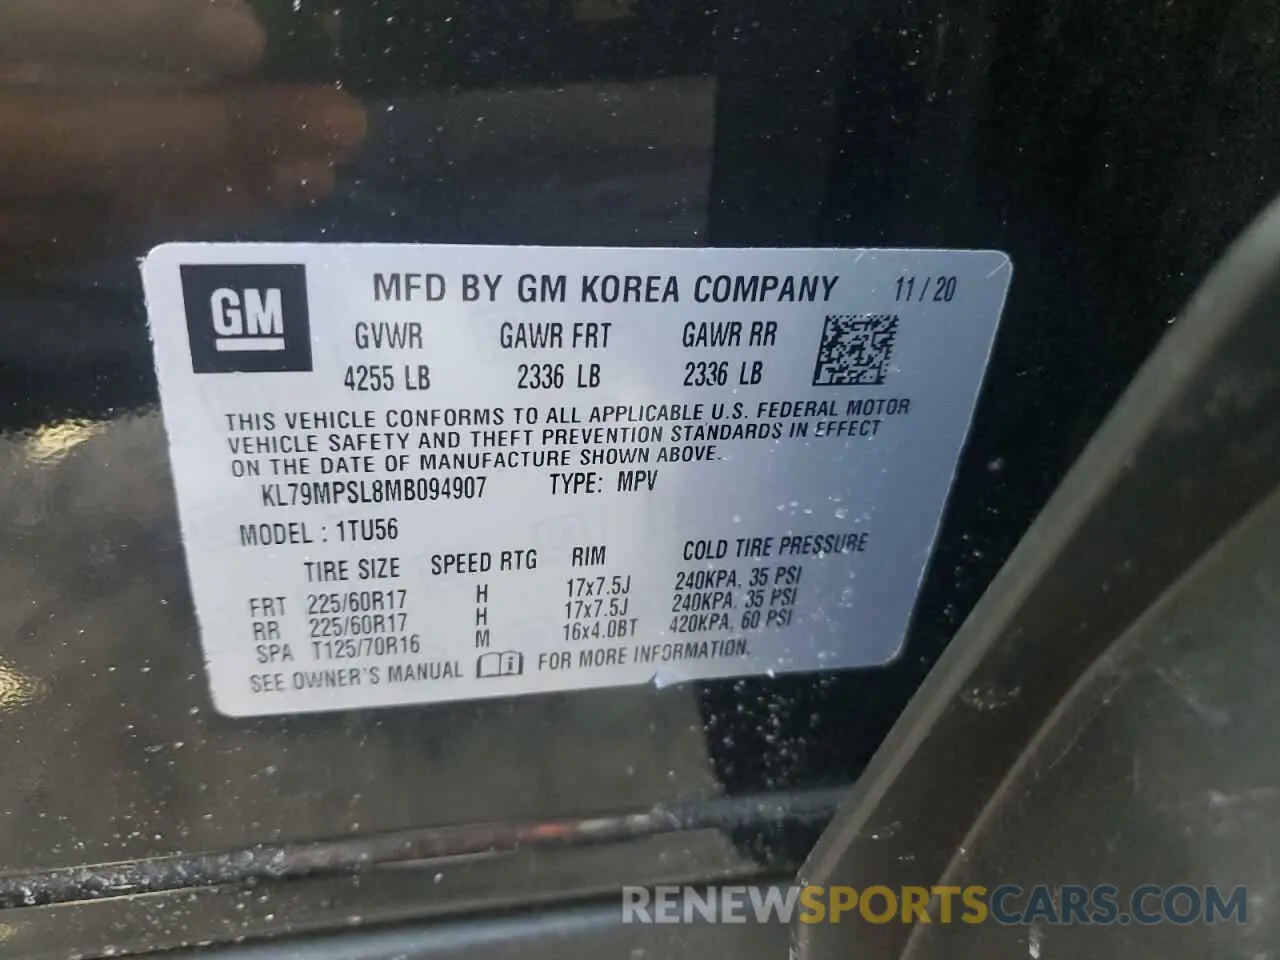 GM
MFD BY GM KOREA COMPANY 11/20
GVWR GAWR FRT GAWR RR
4255 LB 2336 LB 2336 LB
THIS VEHICLE CONFORMS TO ALL APPLICABLE U.S. FEDERAL MOTOR
VEHICLE SAFETY AND THEFT PREVENTION STANDARDS IN EFFECT
ON THE DATE OF MANUFACTURE SHOWN ABOVE.
KL79MPSL8MB094907 TYPE: MPV
MODEL : 1TU56
TIRE SIZE SPEED RTG RIM COLD TIRE PRESSURE
FRT 225/60R17 H 17x7.5J 240KPA, 35 PSI
RR 225/60R17 H 17x7.5J 240KPA. 35 PSI
SPA T125/70R16 M 16x4.0BT 420KPA, 60 PSI
SEE OWNER'S MANUAL i FOR MORE INFORMATION.
RENEWSPORTSCARS.COM